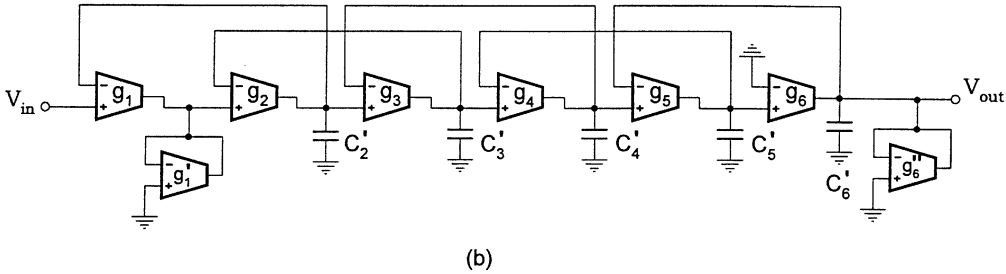 V_in
- g_1 +
- g_2 +
- g_3 +
- g_4 +
- g_5 +
- g_6 +
V_out
C_2'
C_3'
C_4'
C_5'
C_6'
- g_1' +
- g_6'' +
(b)